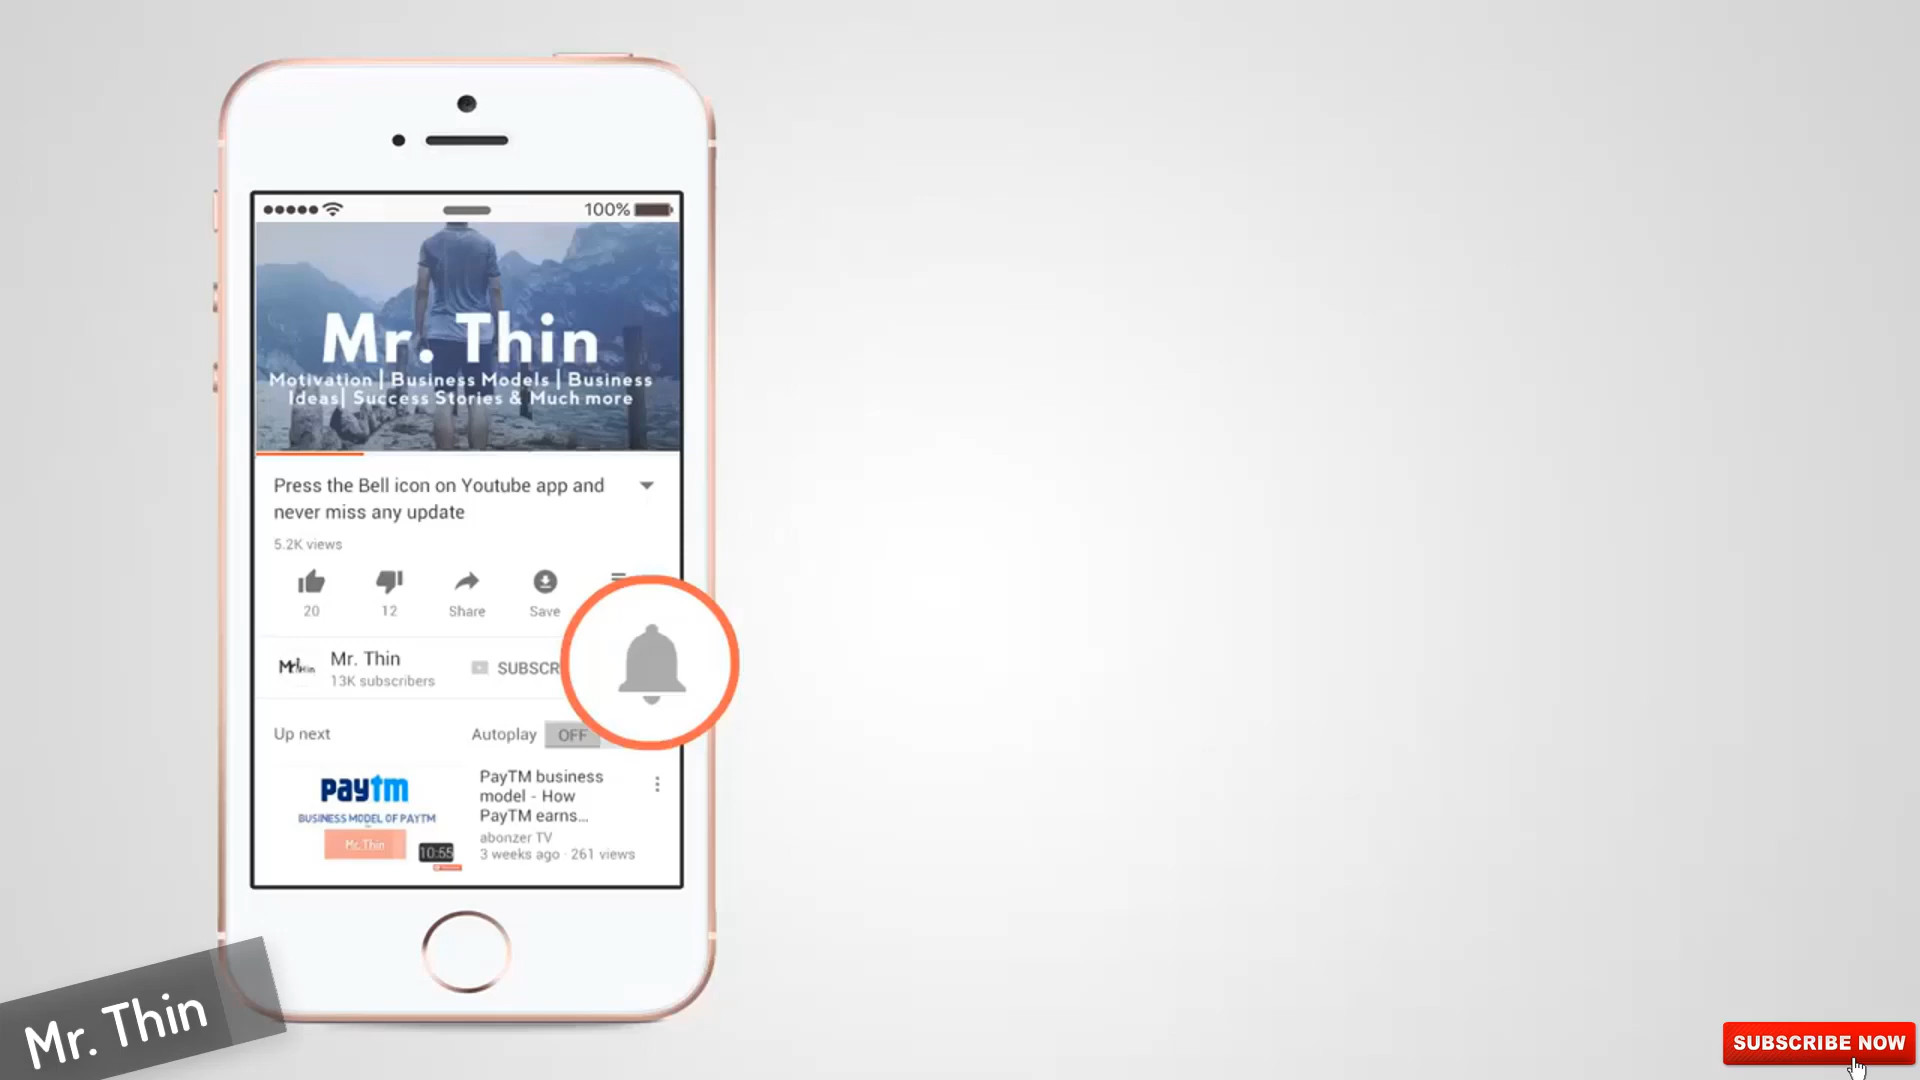 100%
Mr. Thin
Motivation | Business Models | Business
Ideas| Success Stories & Much more
Press the Bell icon on Youtube app and
never miss any update
5.2K views
20
12
Share
Save
Mr. Thin
13K subscribers
SUBSCR
Up next
Autoplay
OFF
paytm
BUSINESS MODEL OF PAYTM
Mr. Thin
10:55
PayTM business
model - How
PayTM earns...
abonzer TV
3 weeks ago · 261 views
Mr. Thin
SUBSCRIBE NOW